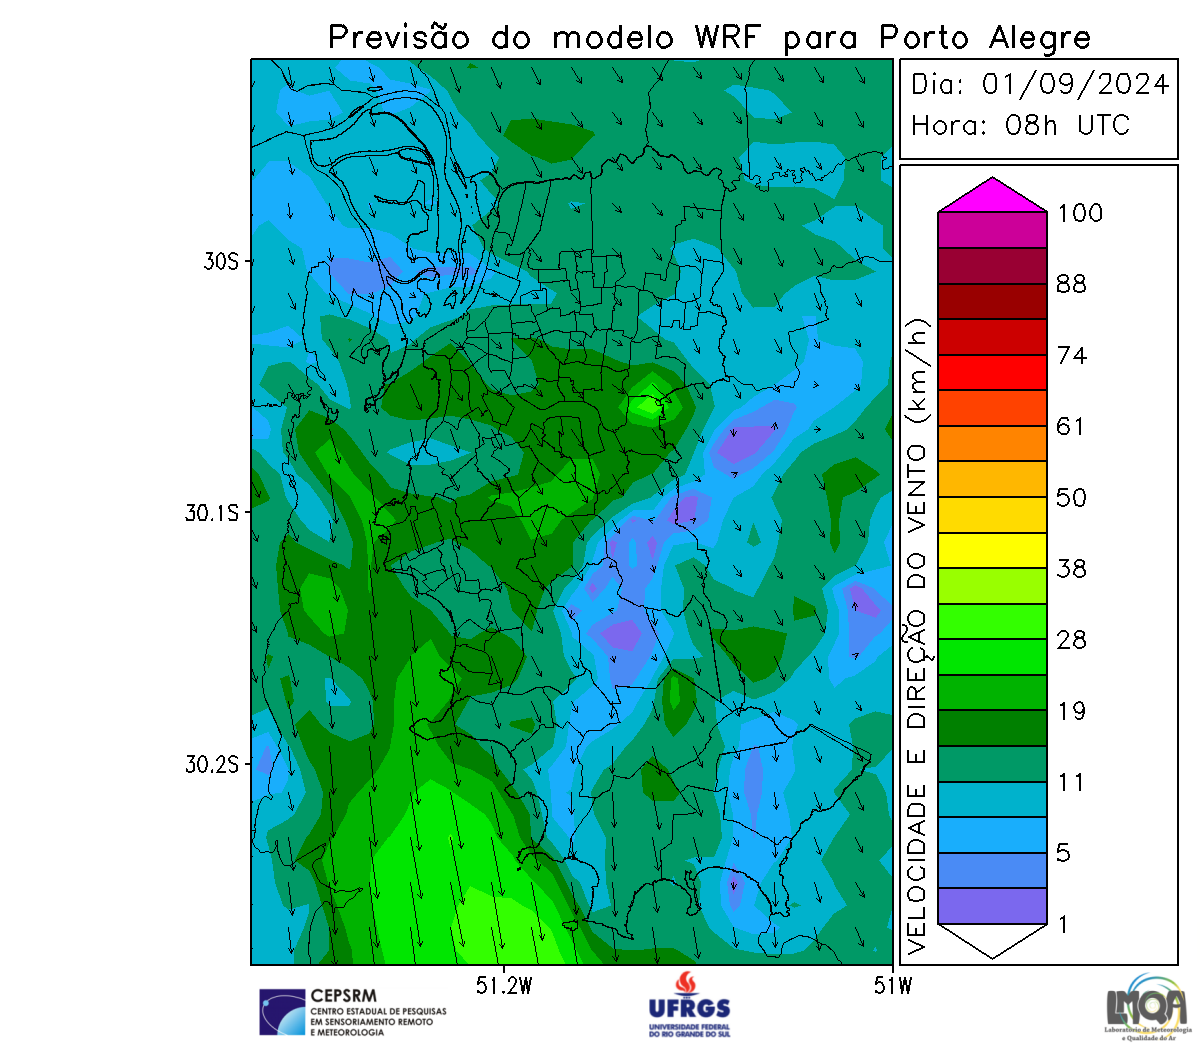 Previsão do modelo WRF para Porto Alegre
Dia: 01/09/2024
Hora: 08h UTC
30S
30.1S
30.2S
51.2W
51W
VELOCIDADE E DIREÇÃO DO VENTO (km/h)
100
88
74
61
50
38
28
19
11
5
1
CEPSRM
CENTRO ESTADUAL DE PESQUISAS
EM SENSORIAMENTO REMOTO
E METEOROLOGIA
UFRGS
UNIVERSIDADE FEDERAL
DO RIO GRANDE DO SUL
LMQA
Laboratório de Meteorologia
e Qualidade do Ar